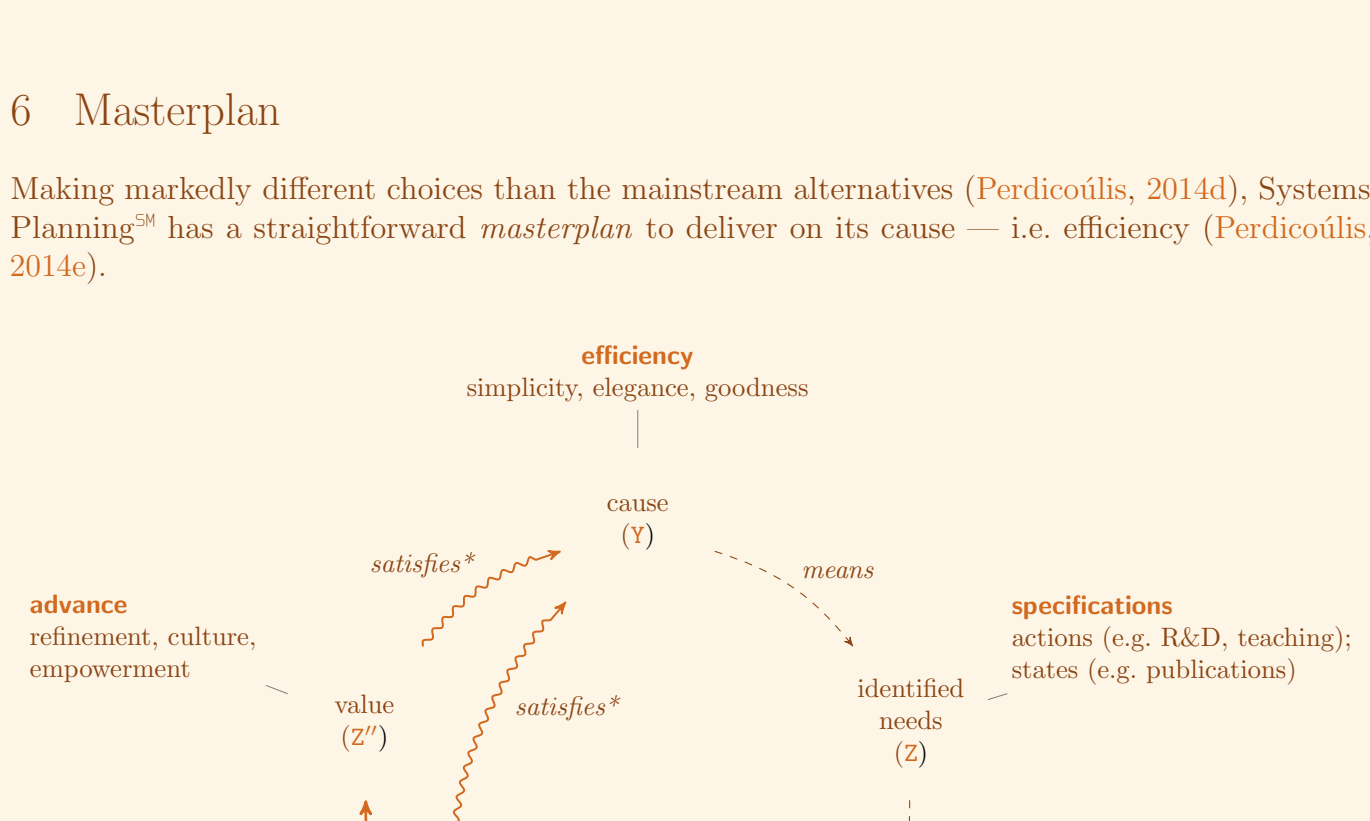 6 Masterplan
Making markedly different choices than the mainstream alternatives (Perdicoúlis, 2014d), Systems
Planning℠ has a straightforward masterplan to deliver on its cause — i.e. efficiency (Perdicoúlis,
2014e).
efficiency
simplicity, elegance, goodness
cause
(Y)
satisfies*
means
advance
refinement, culture,
empowerment
specifications
actions (e.g. R&D, teaching);
states (e.g. publications)
value
(Z″)
satisfies*
identified
needs
(Z)